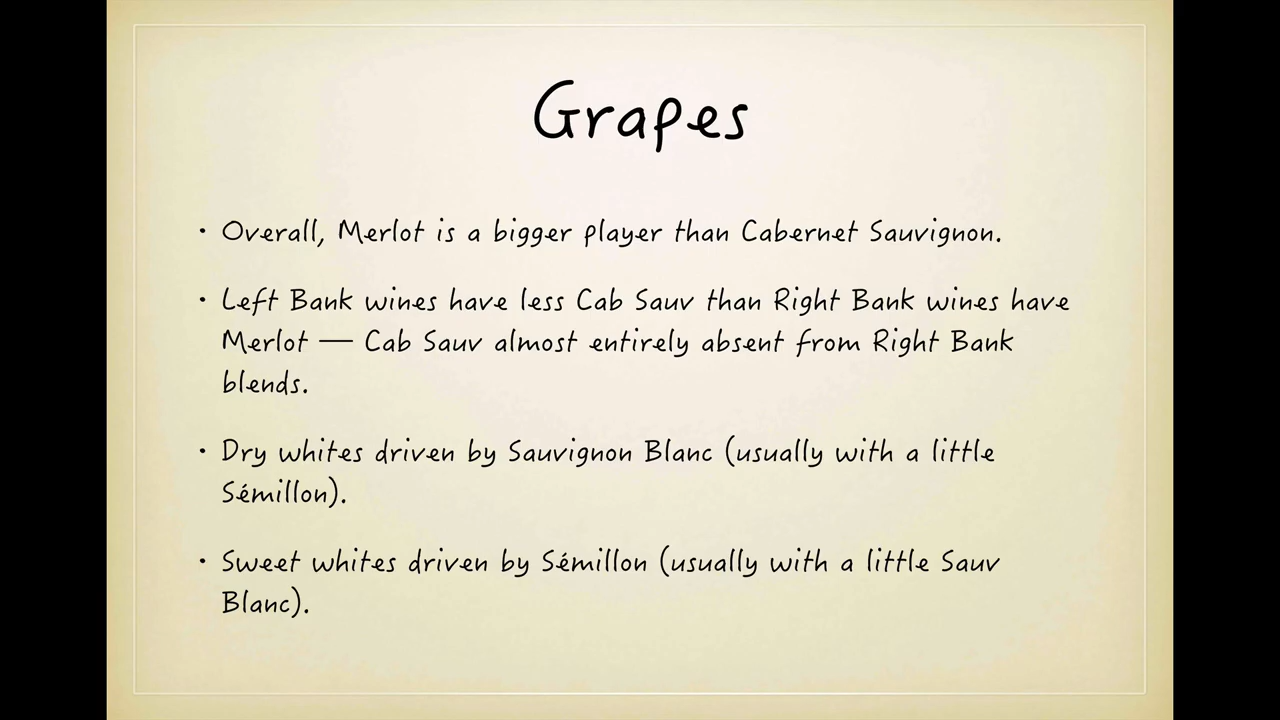 Grapes
• Overall, Merlot is a bigger player than Cabernet Sauvignon.
• Left Bank wines have less Cab Sauv than Right Bank wines have
Merlot — Cab Sauv almost entirely absent from Right Bank
blends.
• Dry whites driven by Sauvignon Blanc (usually with a little
Sémillon).
• Sweet whites driven by Sémillon (usually with a little Sauv
Blanc).